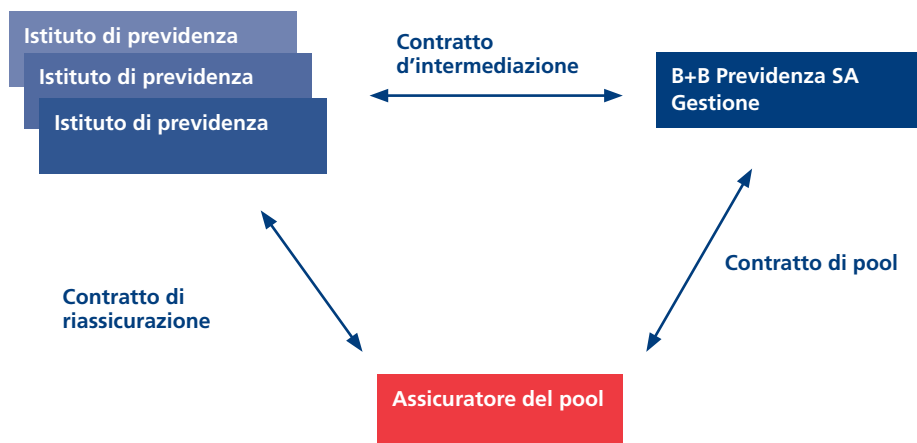 Istituto di previdenza
Istituto di previdenza
Istituto di previdenza
Contratto
d’intermediazione
B+B Previdenza SA
Gestione
Contratto di pool
Contratto di
riassicurazione
Assicuratore del pool